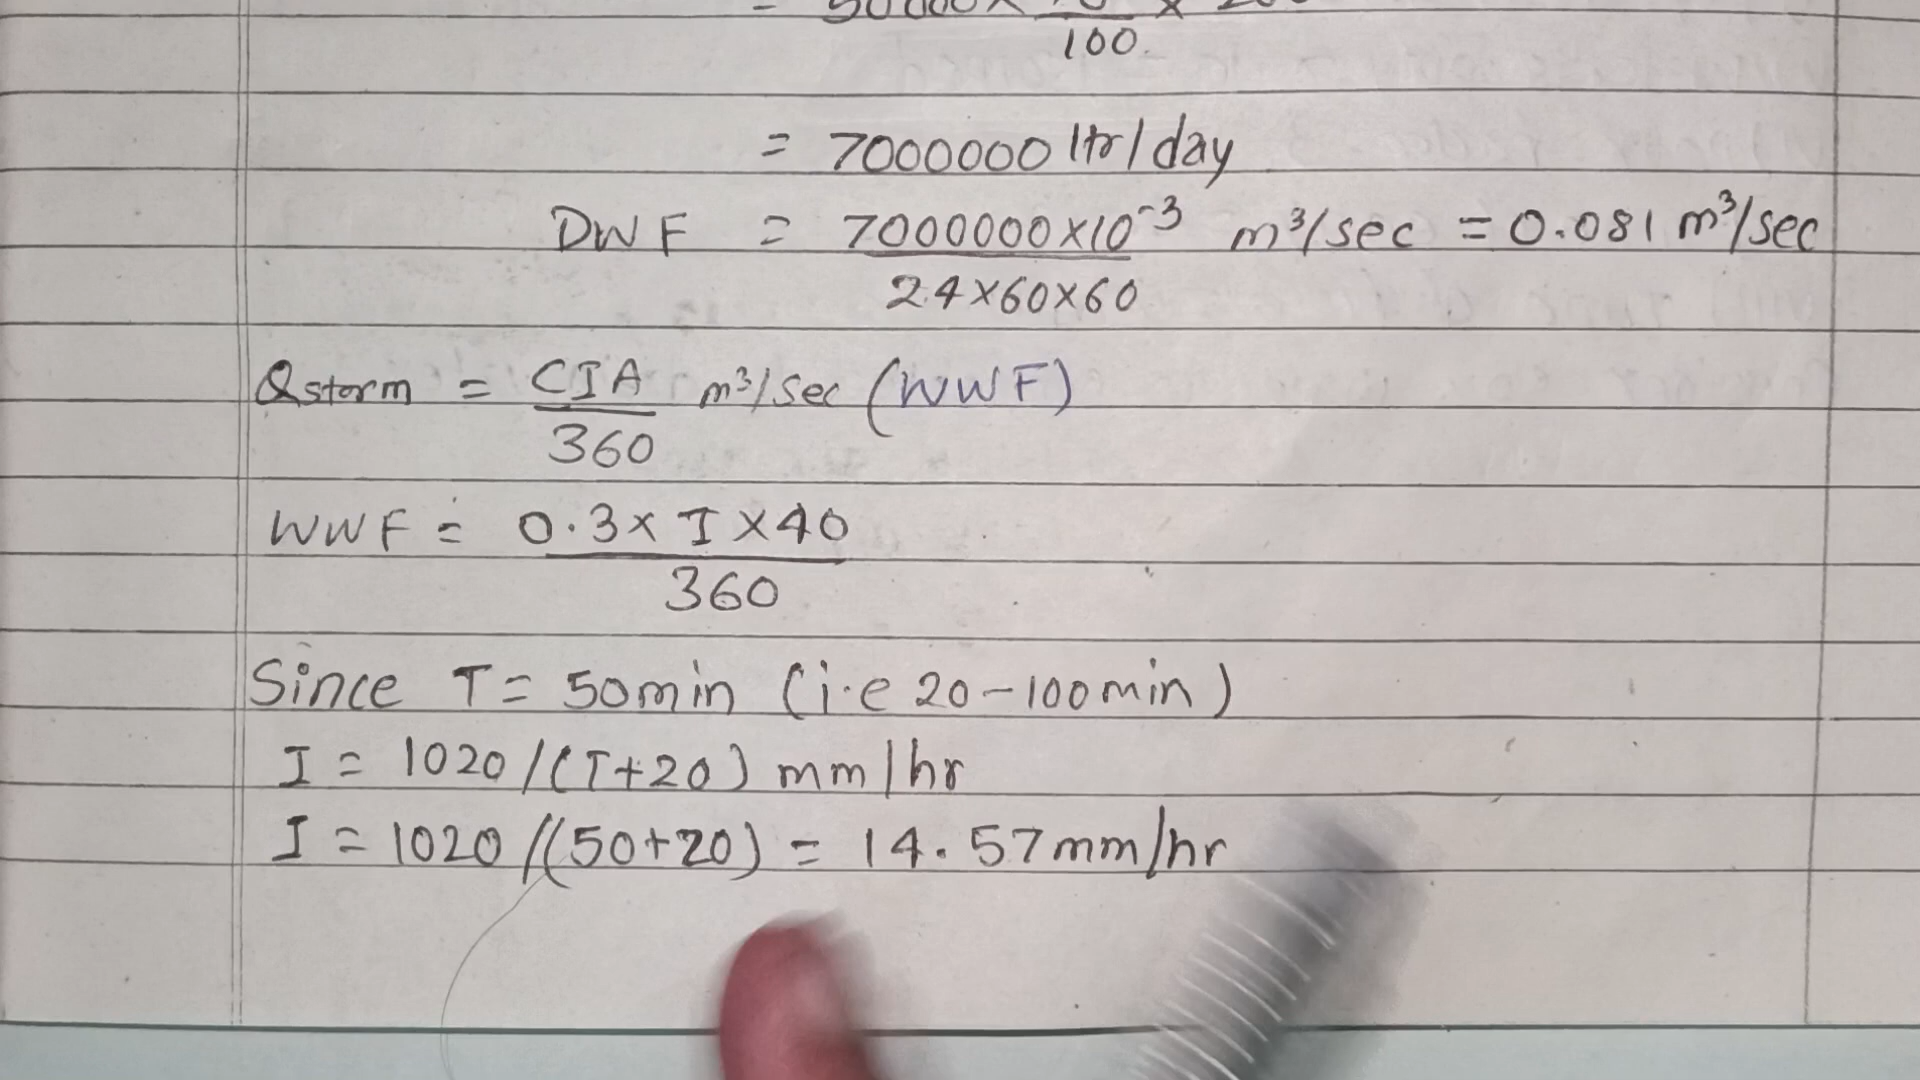 =
100.
= 7000000 ltr/day
DWF = 7000000×10⁻³ m³/sec = 0.081 m³/sec
24×60×60
Qstorm = CIA m³/sec (WWF)
360
WWF = 0.3× I ×40
360
Since T= 50min (i.e 20-100min)
I = 1020/(T+20) mm/hr
I = 1020/((50+20) = 14.57mm/hr